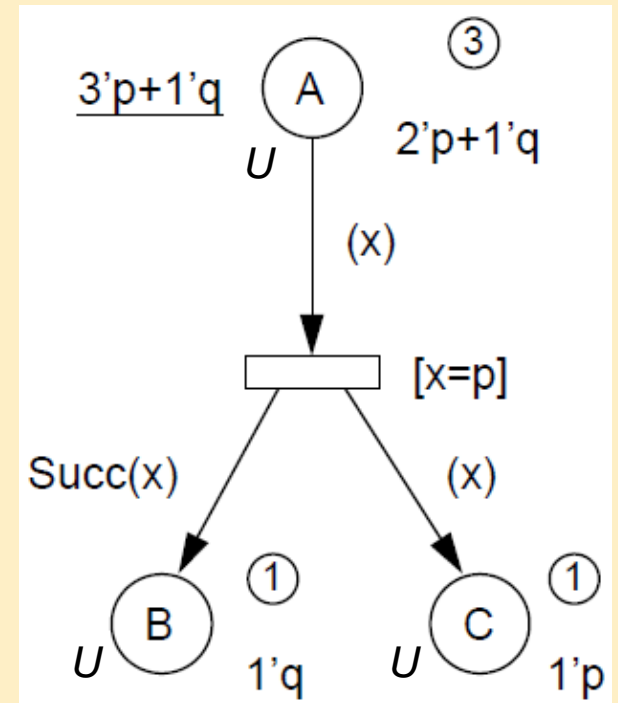 3
3’p+1’q
A
2’p+1’q
U
(x)
[x=p]
Succ(x)
(x)
1
1
B
C
U
1’q
U
1’p